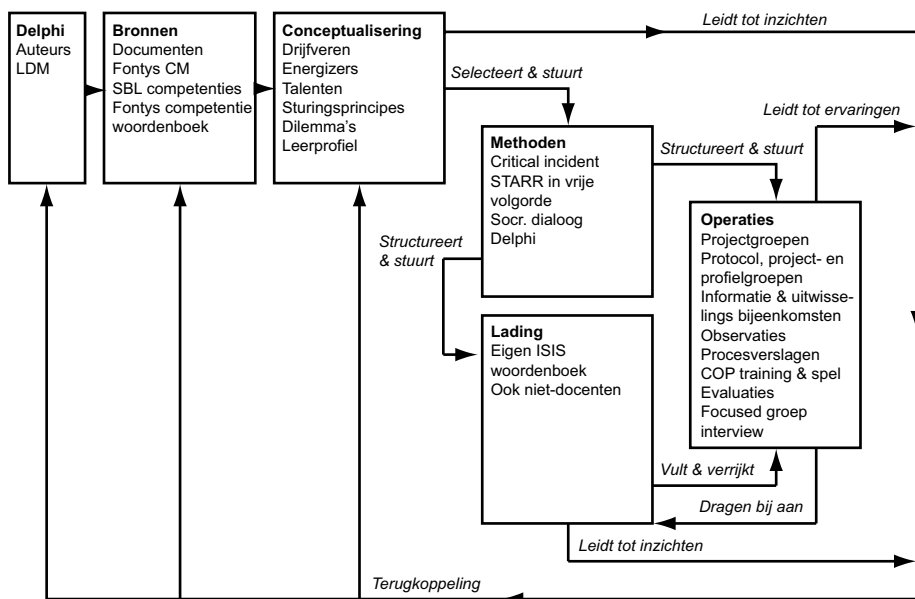 Delphi
Auteurs
LDM
Bronnen
Documenten
Fontys CM
SBL competenties
Fontys competentie
woordenboek
Conceptualisering
Drijfveren
Energizers
Talenten
Sturingsprincipes
Dilemma's
Leerprofiel
Leidt tot inzichten
Selecteert & stuurt
Methoden
Critical incident
STARR in vrije
volgorde
Socr. dialoog
Delphi
Structureert & stuurt
Leidt tot ervaringen
Operaties
Projectgroepen
Protocol, project- en
profielgroepen
Informatie & uitwisse-
lings bijeenkomsten
Observaties
Procesverslagen
COP training & spel
Evaluaties
Focused groep
interview
Structureert
& stuurt
Lading
Eigen ISIS
woordenboek
Ook niet-docenten
Vult & verrijkt
Dragen bij aan
Leidt tot inzichten
Terugkoppeling